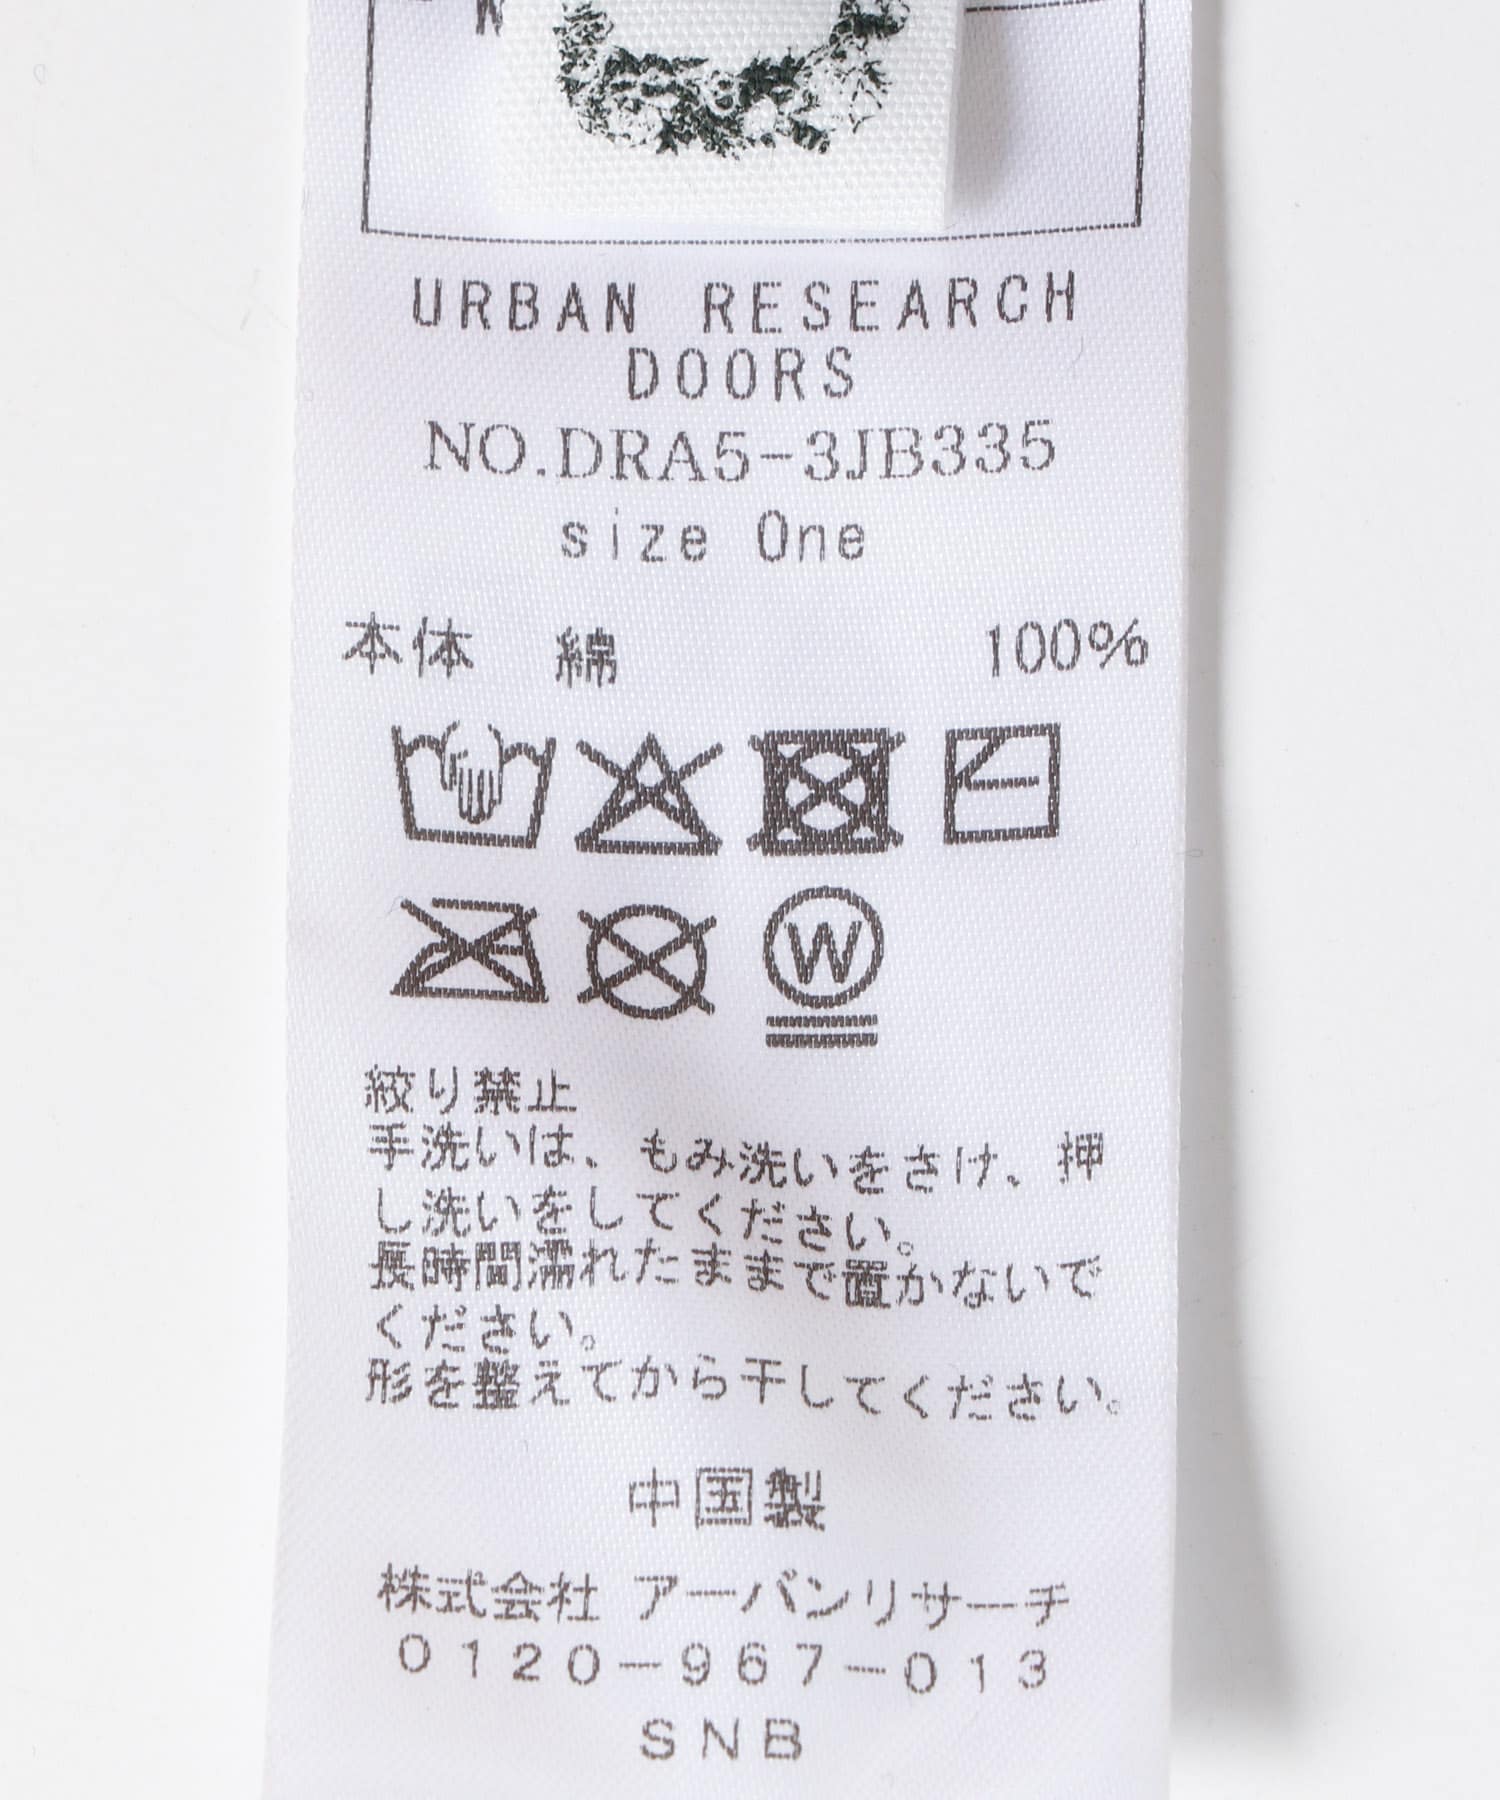 URBAN RESEARCH
DOORS
NO.DRA5-3JB335
size One
本体 綿 100%
W
絞り禁止
手洗いは、もみ洗いをさけ、押
し洗いをしてください。
長時間濡れたままで置かないで
ください。
形を整えてから干してください。
中国製
株式会社 アーバンリサーチ
0120-967-013
SNB